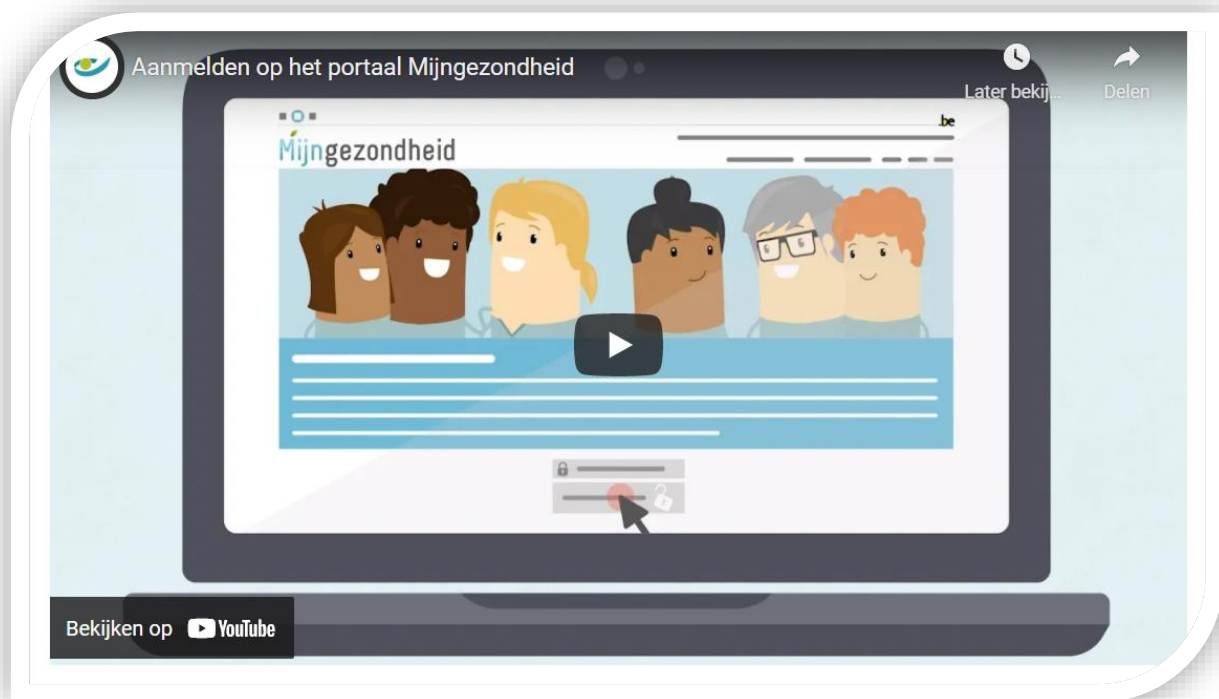 Aanmelden op het portaal Mijngezondheid
Later bekij...
Delen
.be
Mijngezondheid
Bekijken op YouTube